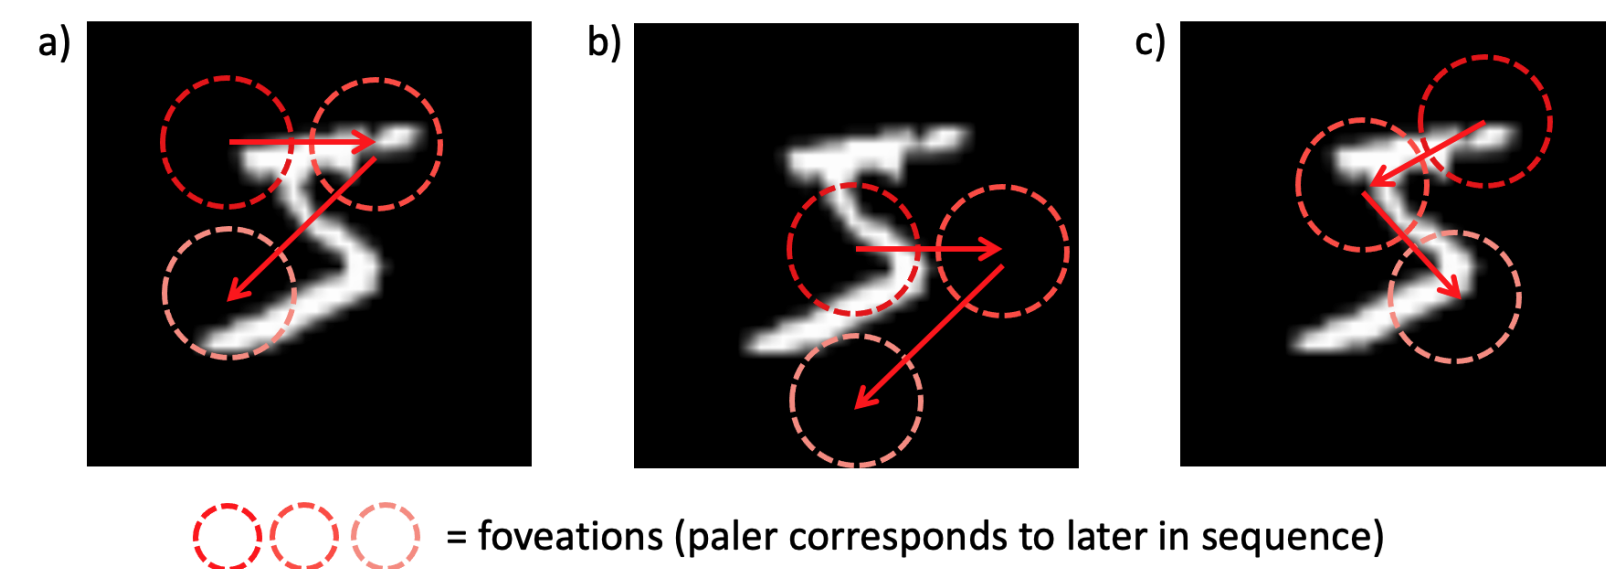 a) b) c)
= foveations (paler corresponds to later in sequence)